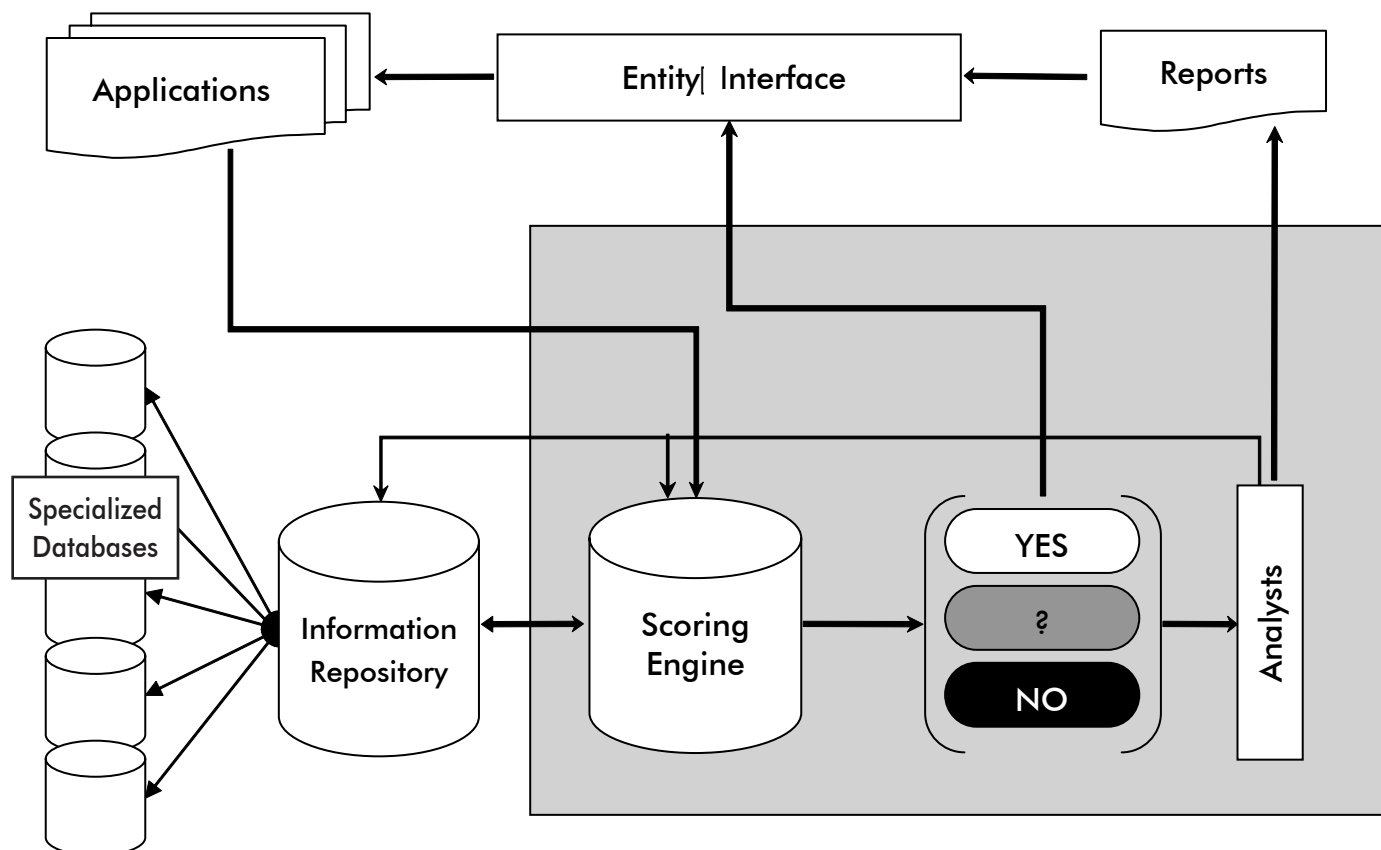 Applications
Entity[ Interface
Reports
Specialized
Databases
Information
Repository
Scoring
Engine
YES
?
NO
Analysts